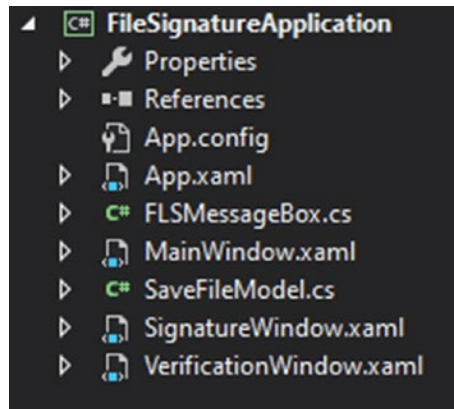 C# FileSignatureApplication
Properties
References
App.config
App.xaml
C# FLSMessageBox.cs
MainWindow.xaml
C# SaveFileModel.cs
SignatureWindow.xaml
VerificationWindow.xaml